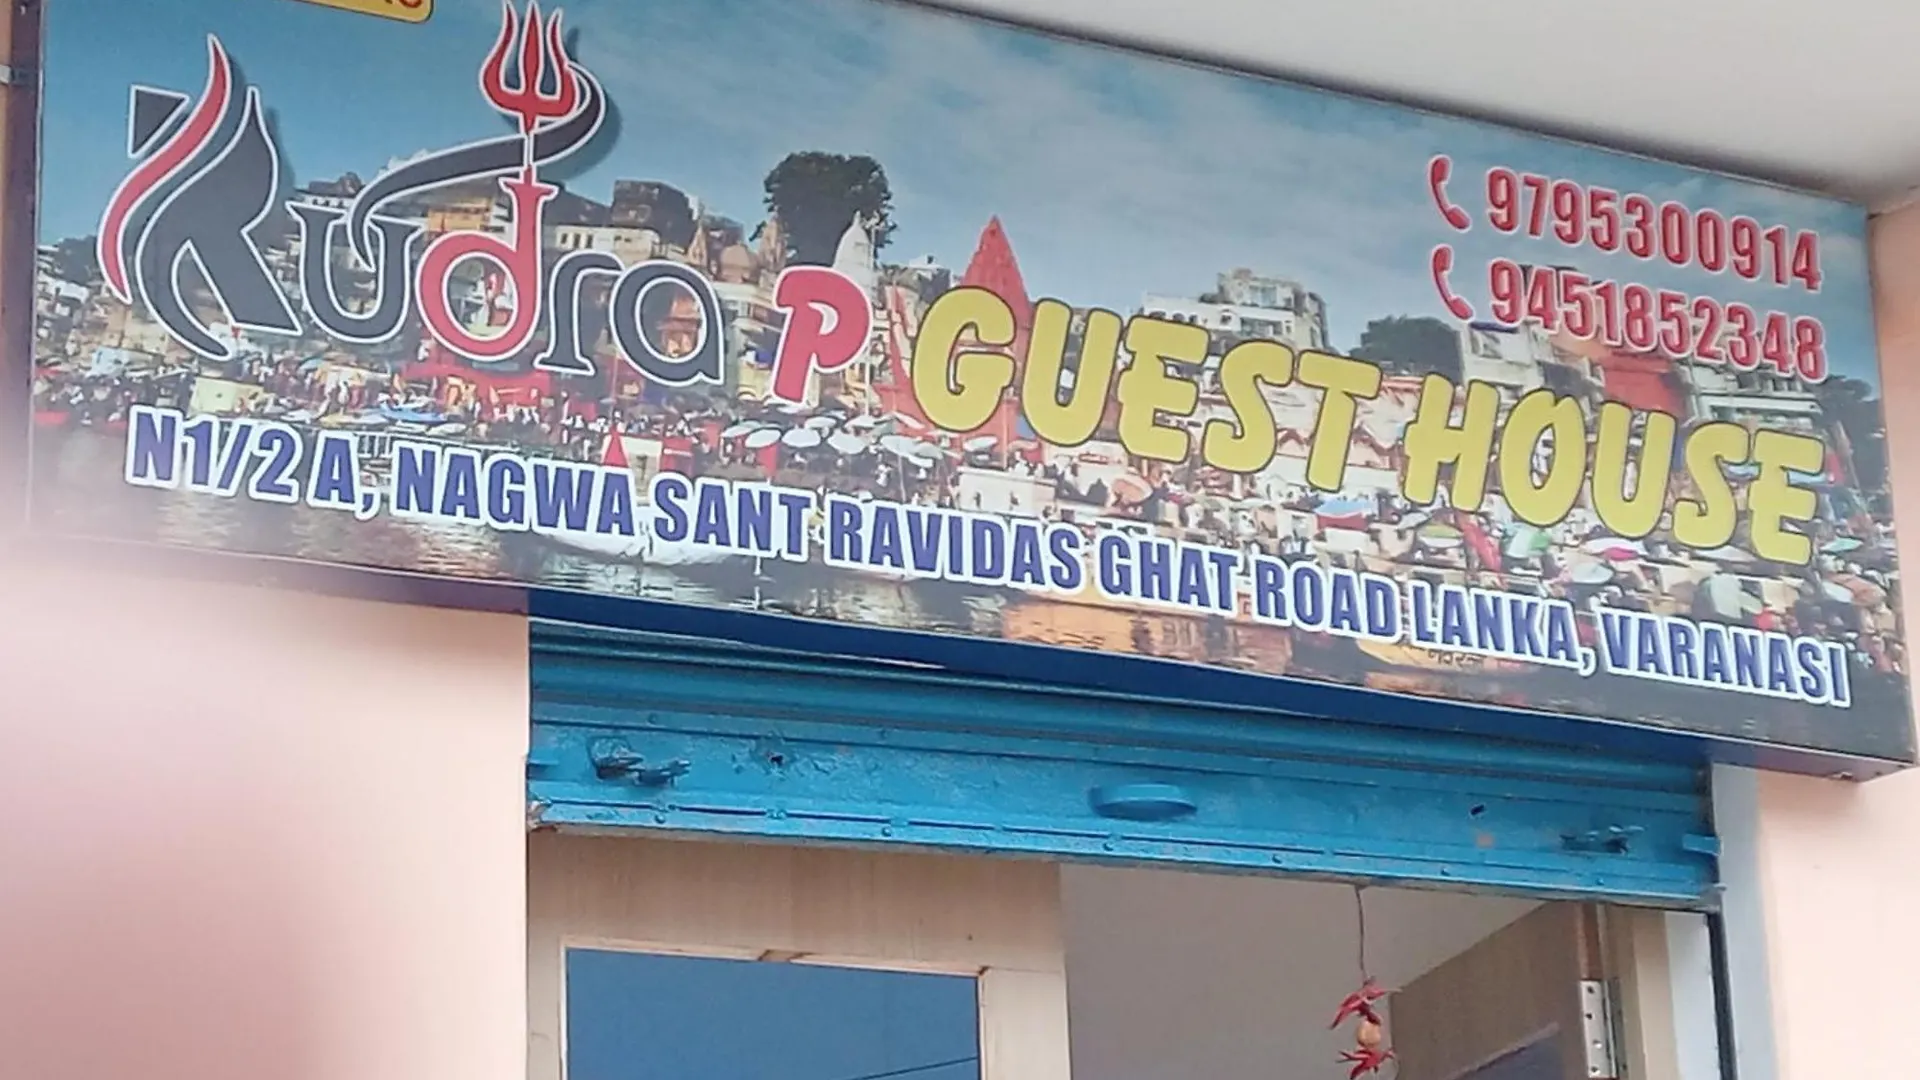 Rudra P GUEST HOUSE
9795300914
9451852348
N1/2 A, NAGWA SANT RAVIDAS GHAT ROAD LANKA, VARANASI